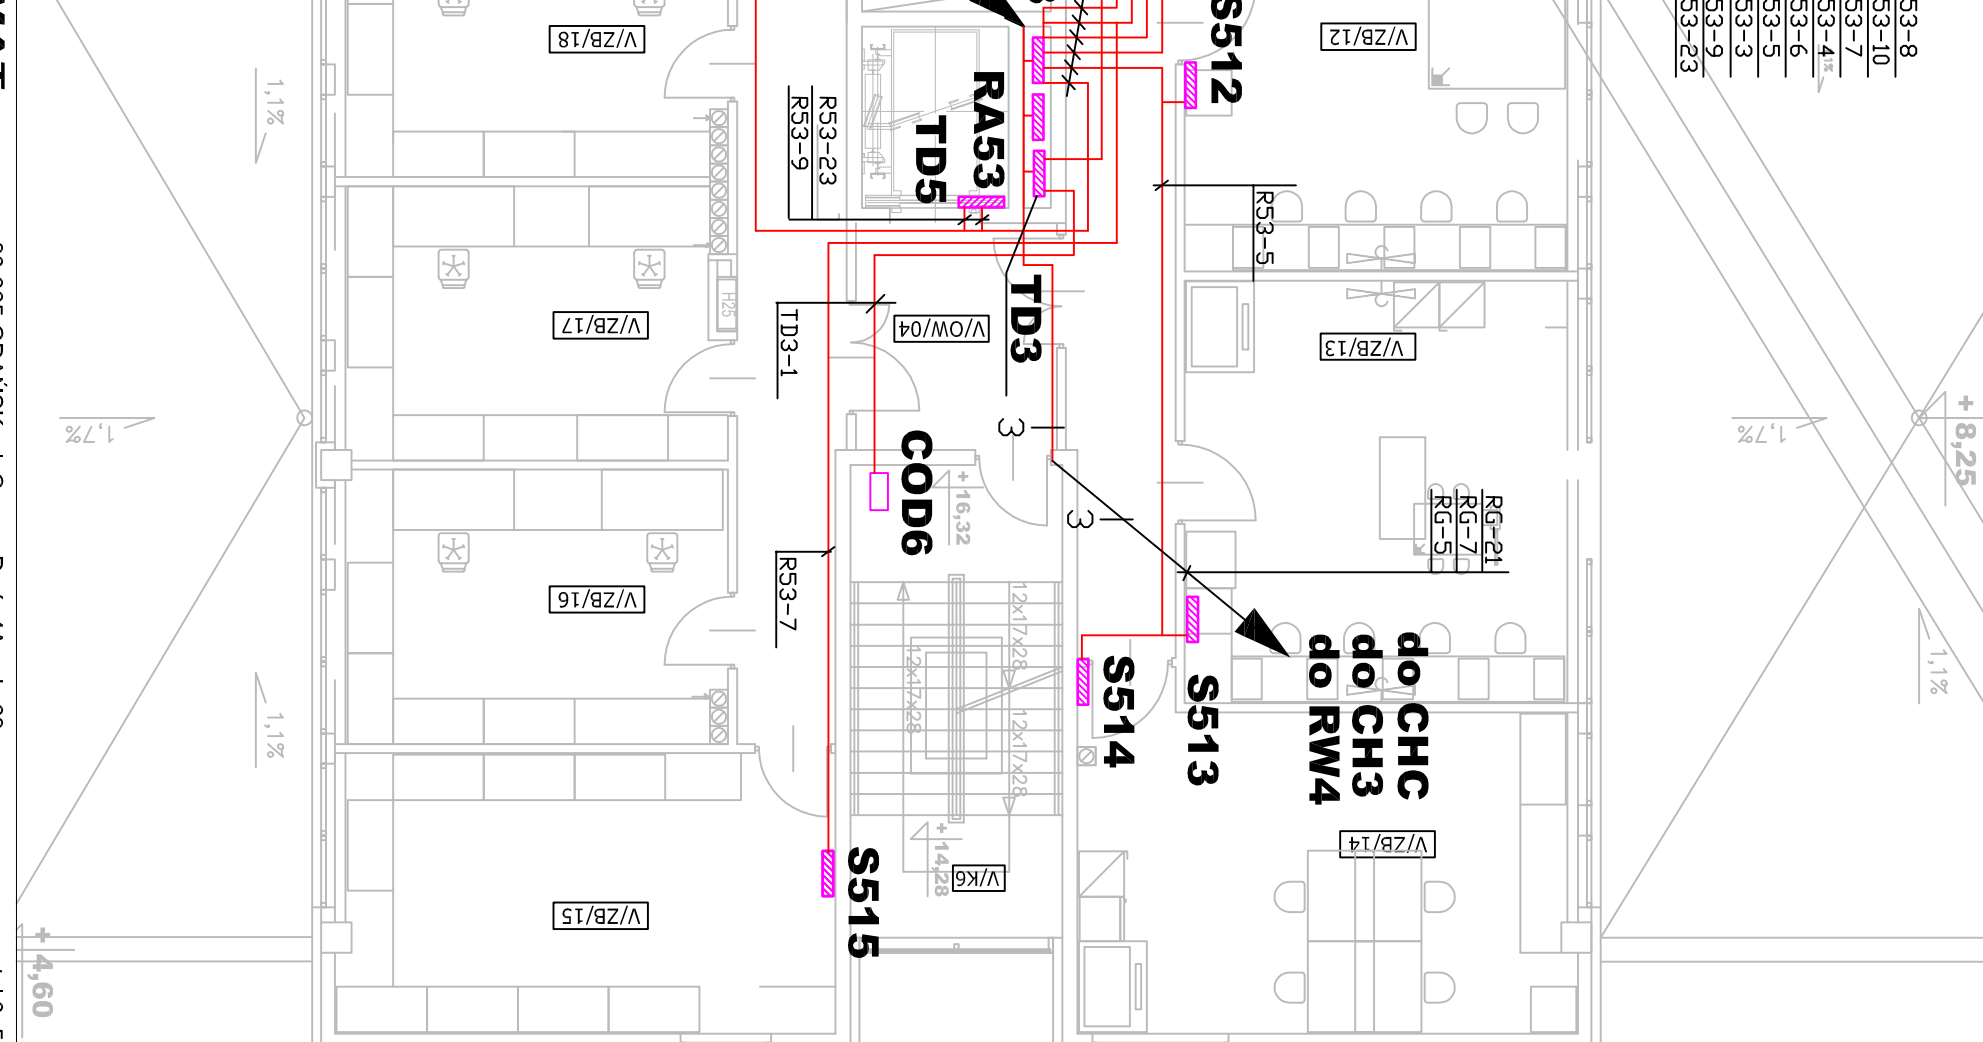 53-8
53-10
53-7
53-4
1%
53-6
53-5
53-3
53-9
53-23
V/ZB/18
V/ZB/12
S512
1,1%
R53-23
R53-9
RA53
TD5
R53-5
H25
V/ZB/17
TD3-1
V/OW/04
TD3
V/ZB/13
1,7%
1,7%
+ 8,25
3
COD6
+ 16,32
3
RG-21
RG-7
RG-5
R53-7
V/ZB/16
12x17x28
12x17x28
12x17x28
do CHC
do CH3
do RW4
S514
S513
1,1%
1,1%
S515
+ 14,28
V/K6
V/ZB/14
V/ZB/15
+ 4,60